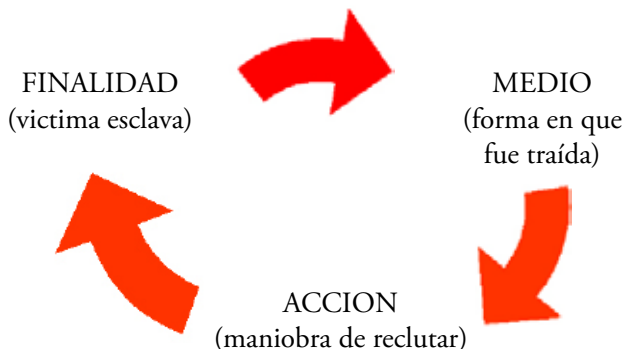 FINALIDAD
(victima esclava)
MEDIO
(forma en que
fue traída)
ACCION
(maniobra de reclutar)